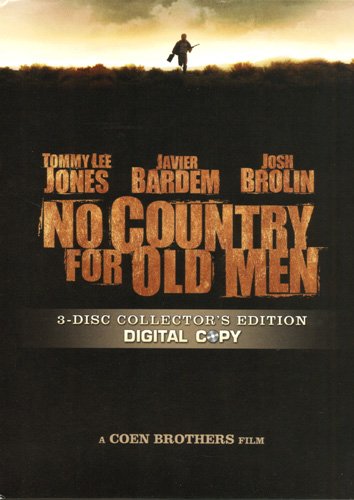 TOMMY LEE JONES
JAVIER BARDEM
JOSH BROLIN
NO COUNTRY
FOR OLD MEN
3-DISC COLLECTOR'S EDITION
DIGITAL COPY
A COEN BROTHERS FILM